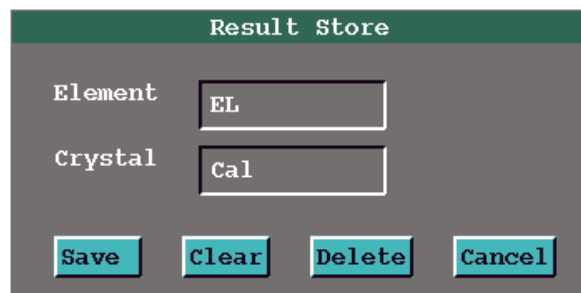 Result Store
Element EL
Crystal Cal
Save Clear Delete Cancel